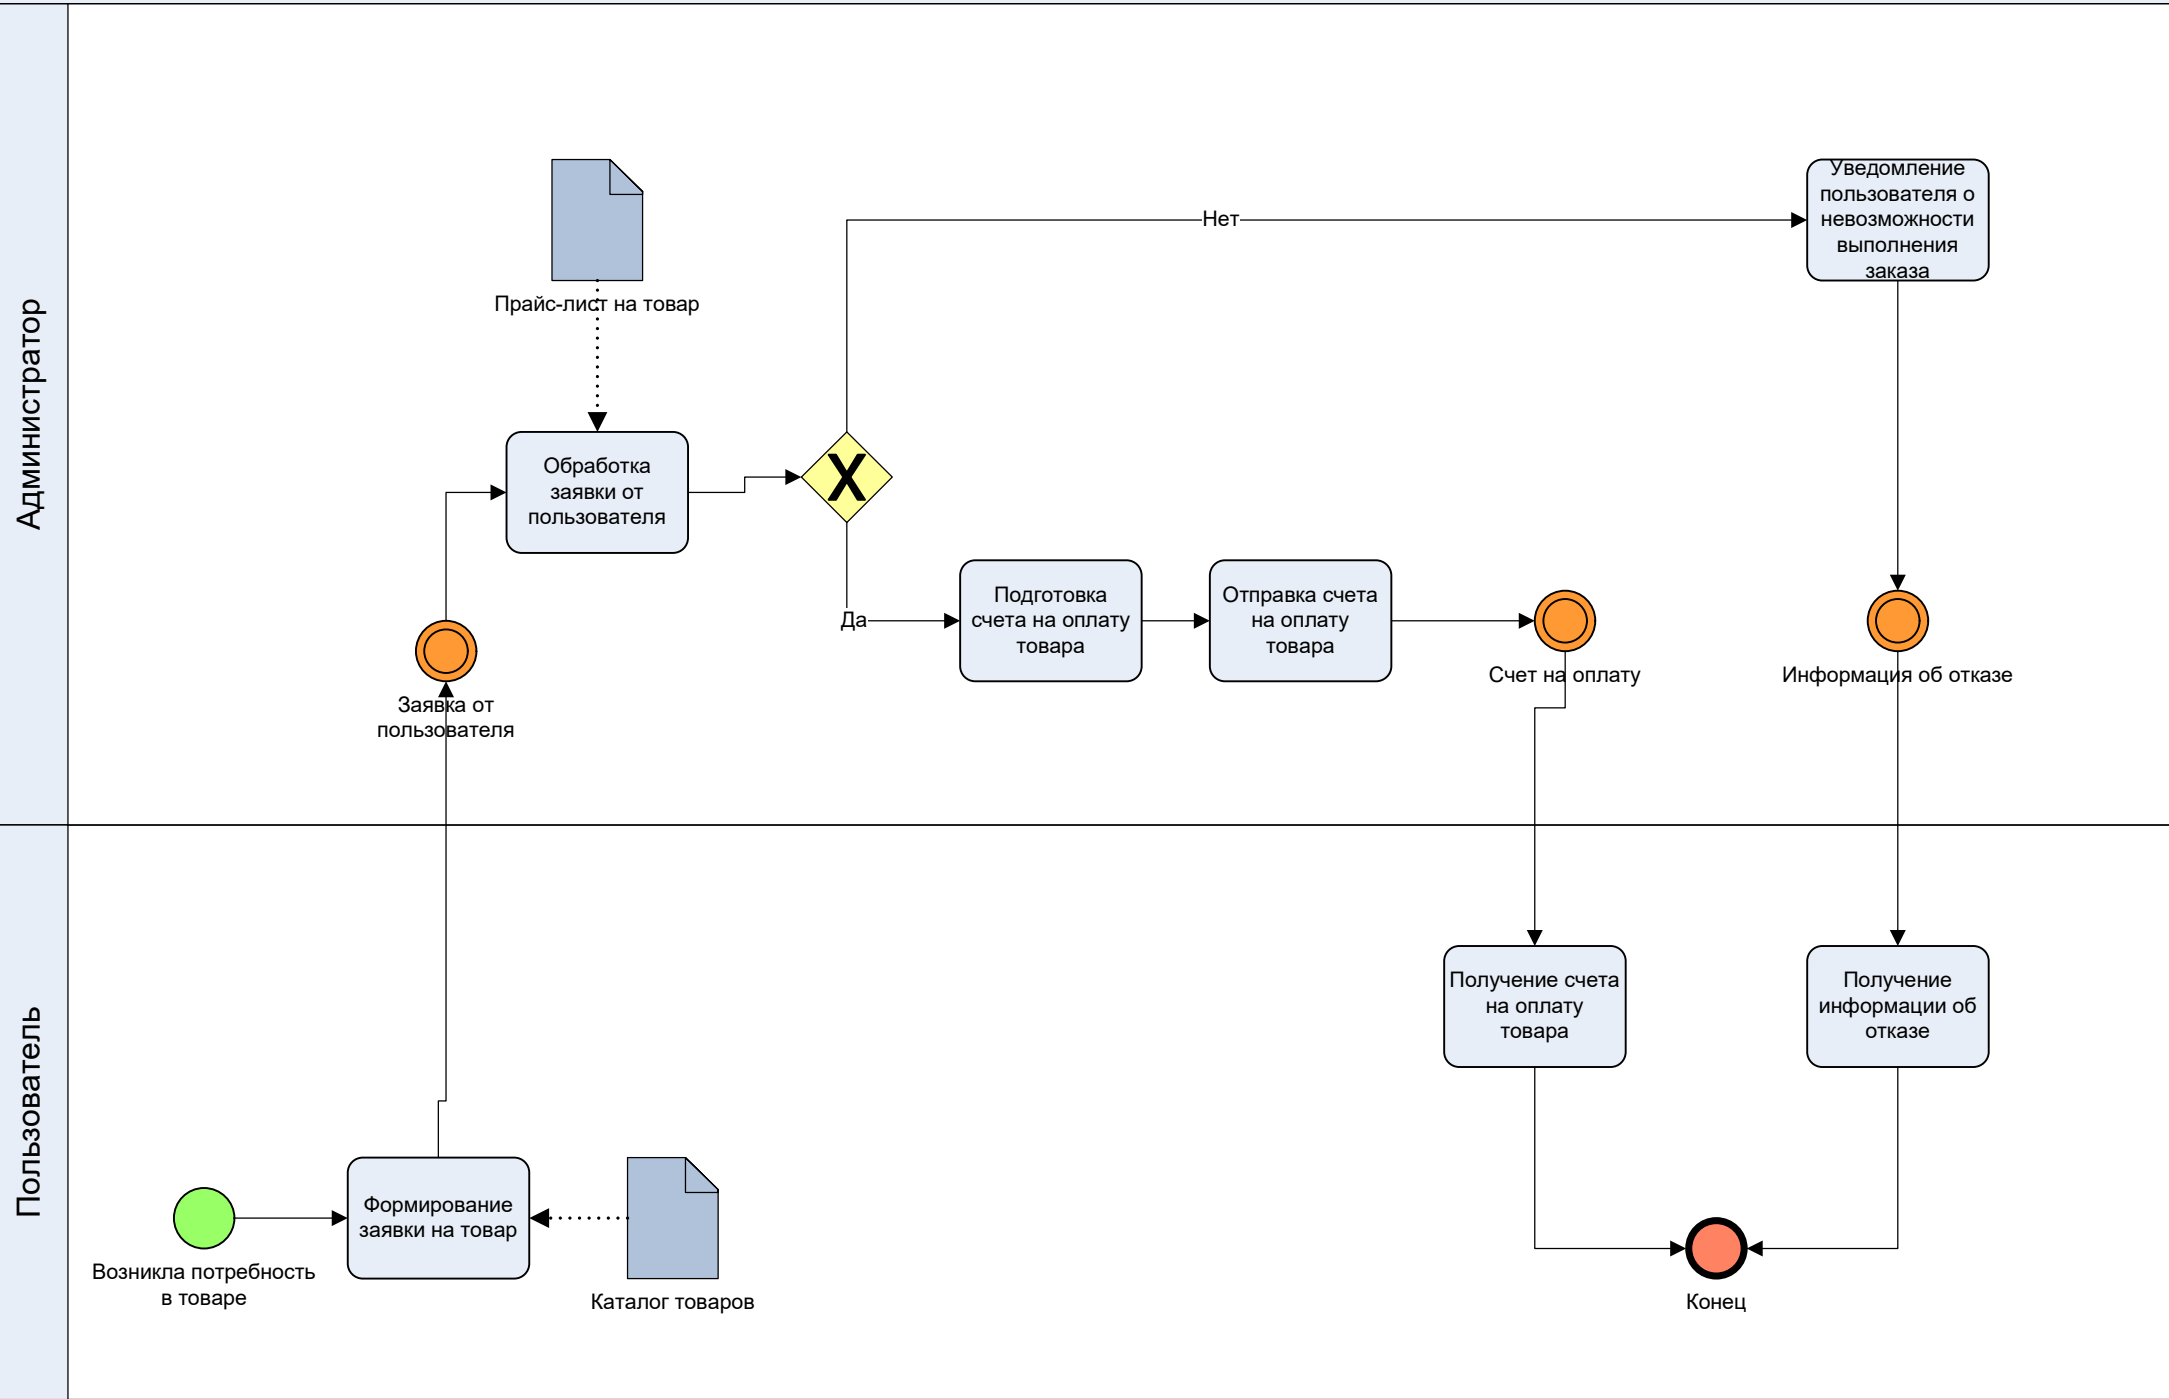 Администратор
Уведомление
пользователя о
невозможности
выполнения
заказа
Нет
Прайс-лист на товар
Обработка
заявки от
пользователя
X
Да
Подготовка
счета на оплату
товара
Отправка счета
на оплату
товара
Счет на оплату
Информация об отказе
Заявка от
пользователя
Пользователь
Получение счета
на оплату
товара
Получение
информации об
отказе
Формирование
заявки на товар
Возникла потребность
в товаре
Каталог товаров
Конец